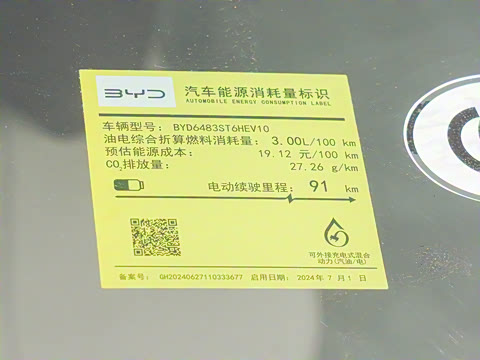 BYD
汽车能源消耗量标识
AUTOMOBILE ENERGY CONSUMPTION LABEL
车辆型号: BYD6483ST6HEV10
油电综合折算燃料消耗量: 3.00L/100 km
预估能源成本: 19.12 元/100 km
CO2排放量: 27.26 g/km
电动续驶里程: 91 km
可外接充电式混合
动力(汽油/电)
备案号: GH20240627110333677 启用日期: 2024年 7 月 1 日